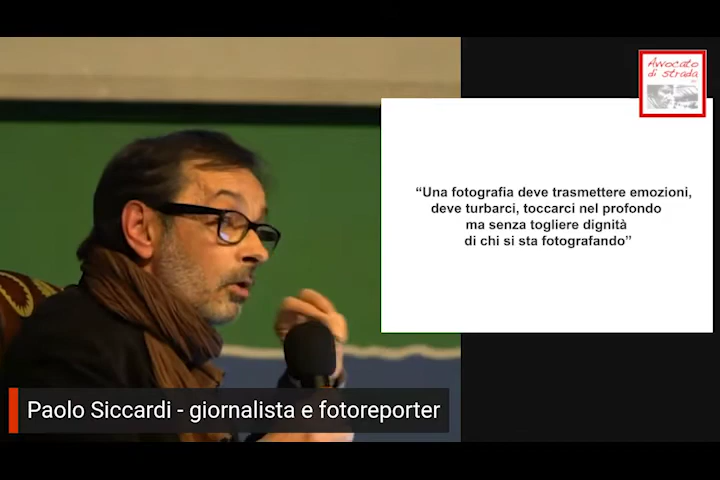 Avvocato
di strada
“Una fotografia deve trasmettere emozioni,
deve turbarci, toccarci nel profondo
ma senza togliere dignità
di chi si sta fotografando”
Paolo Siccardi - giornalista e fotoreporter